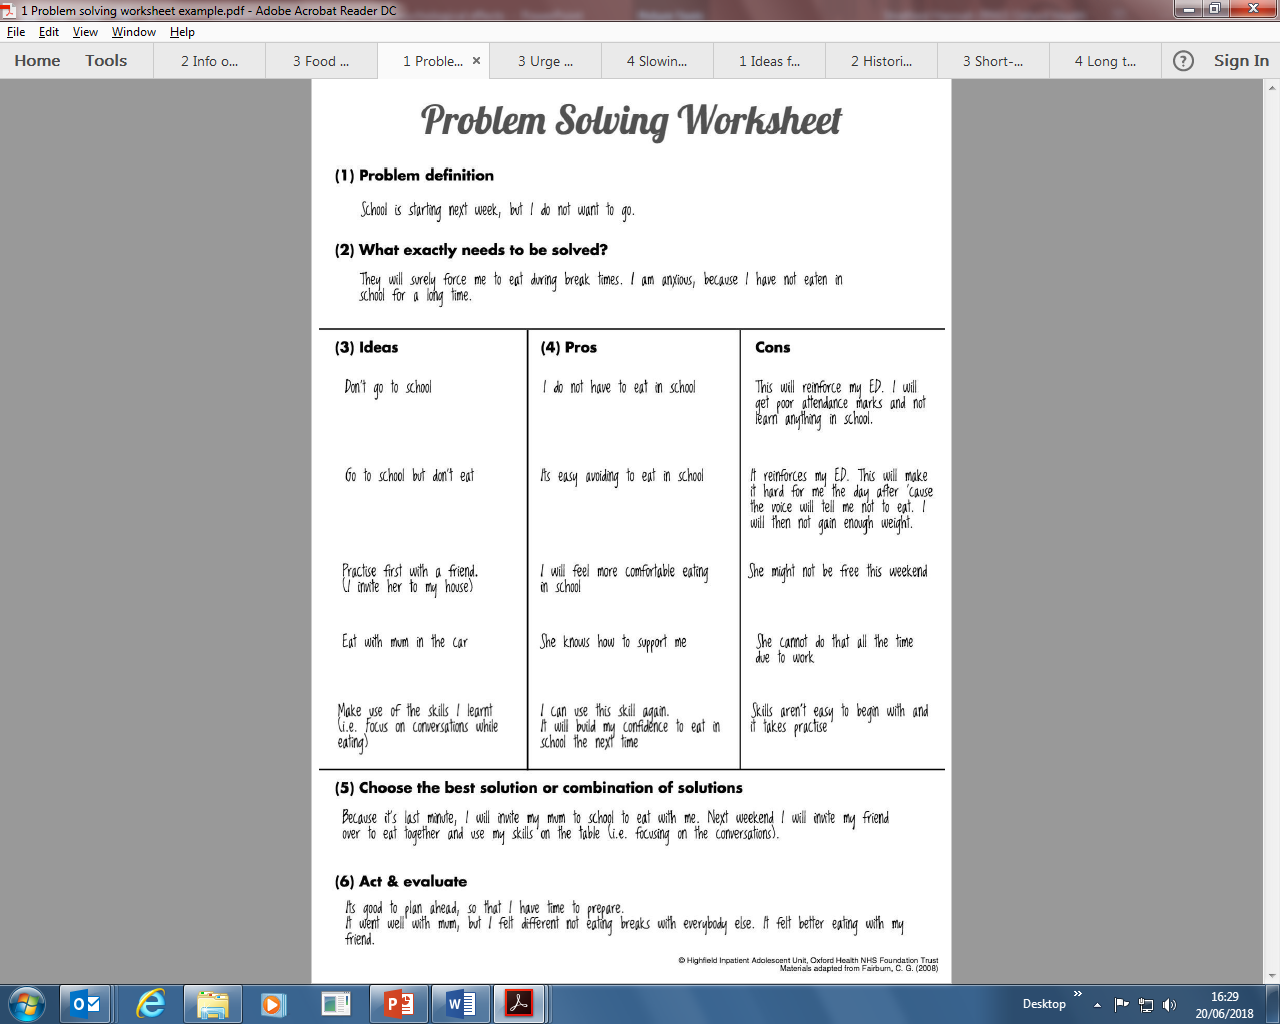 1 Problem solving worksheet example.pdf - Adobe Acrobat Reader DC
File Edit View Window Help
Home Tools 2 Info o... 3 Food ... 1 Proble... × 3 Urge ... 4 Slowin... 1 Ideas f... 2 Histori... 3 Short-... 4 Long t... ? Sign In
Problem Solving Worksheet
(1) Problem definition
School is starting next week, but I do not want to go.
(2) What exactly needs to be solved?
They will surely force me to eat during break times. I am anxious, because I have not eaten in
school for a long time.
(3) Ideas (4) Pros Cons
Don't go to school
I do not have to eat in school
This will reinforce my ED. I will
get poor attendance marks and not
learn anything in school.
Go to school but don't eat
Its easy avoiding to eat in school
It reinforces my ED. This will make
it hard for me the day after 'cause
the voice will tell me not to eat. I
will then not gain enough weight.
Practise first with a friend.
(I invite her to my house)
I will feel more comfortable eating
in school
She might not be free this weekend
Eat with mum in the car
She knows how to support me
She cannot do that all the time
due to work
Make use of the skills I learnt
(i.e. Focus on conversations while
eating)
I can use this skill again.
It will build my confidence to eat in
school the next time
Skills aren't easy to begin with and
it takes practise
(5) Choose the best solution or combination of solutions
Because it's last minute, I will invite my mum to school to eat with me. Next weekend I will invite my friend
over to eat together and use my skills on the table (i.e. focusing on the conversations).
(6) Act & evaluate
Its good to plan ahead, so that I have time to prepare.
It went well with mum, but I felt different not eating breaks with everybody else. It felt better eating with my
friend.
© Highfield Inpatient Adolescent Unit, Oxford Health NHS Foundation Trust
Materials adapted from Fairburn, C. G. (2008)
Desktop » 16:29
20/06/2018